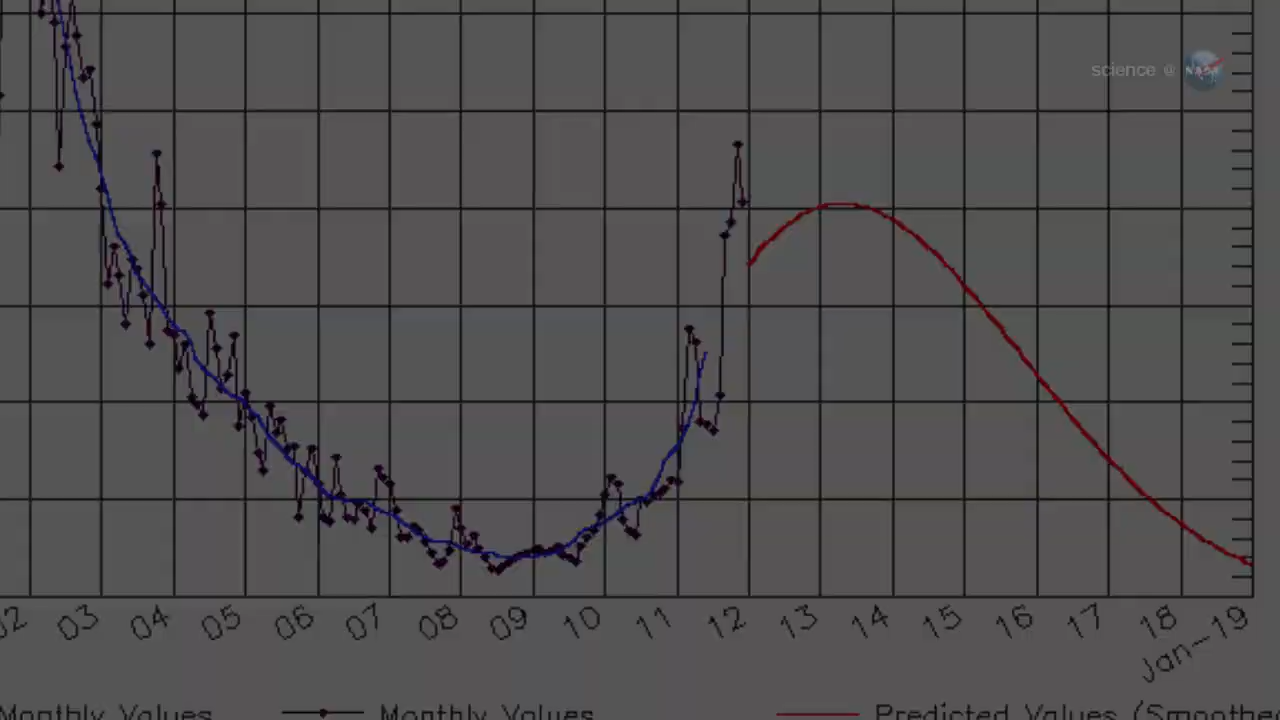 science @ NASA
02 03 04 05 06 07 08 09 10 11 12 13 14 15 16 17 18 Jan-19
Monthly Values Monthly Values Predicted Values (Smoothed